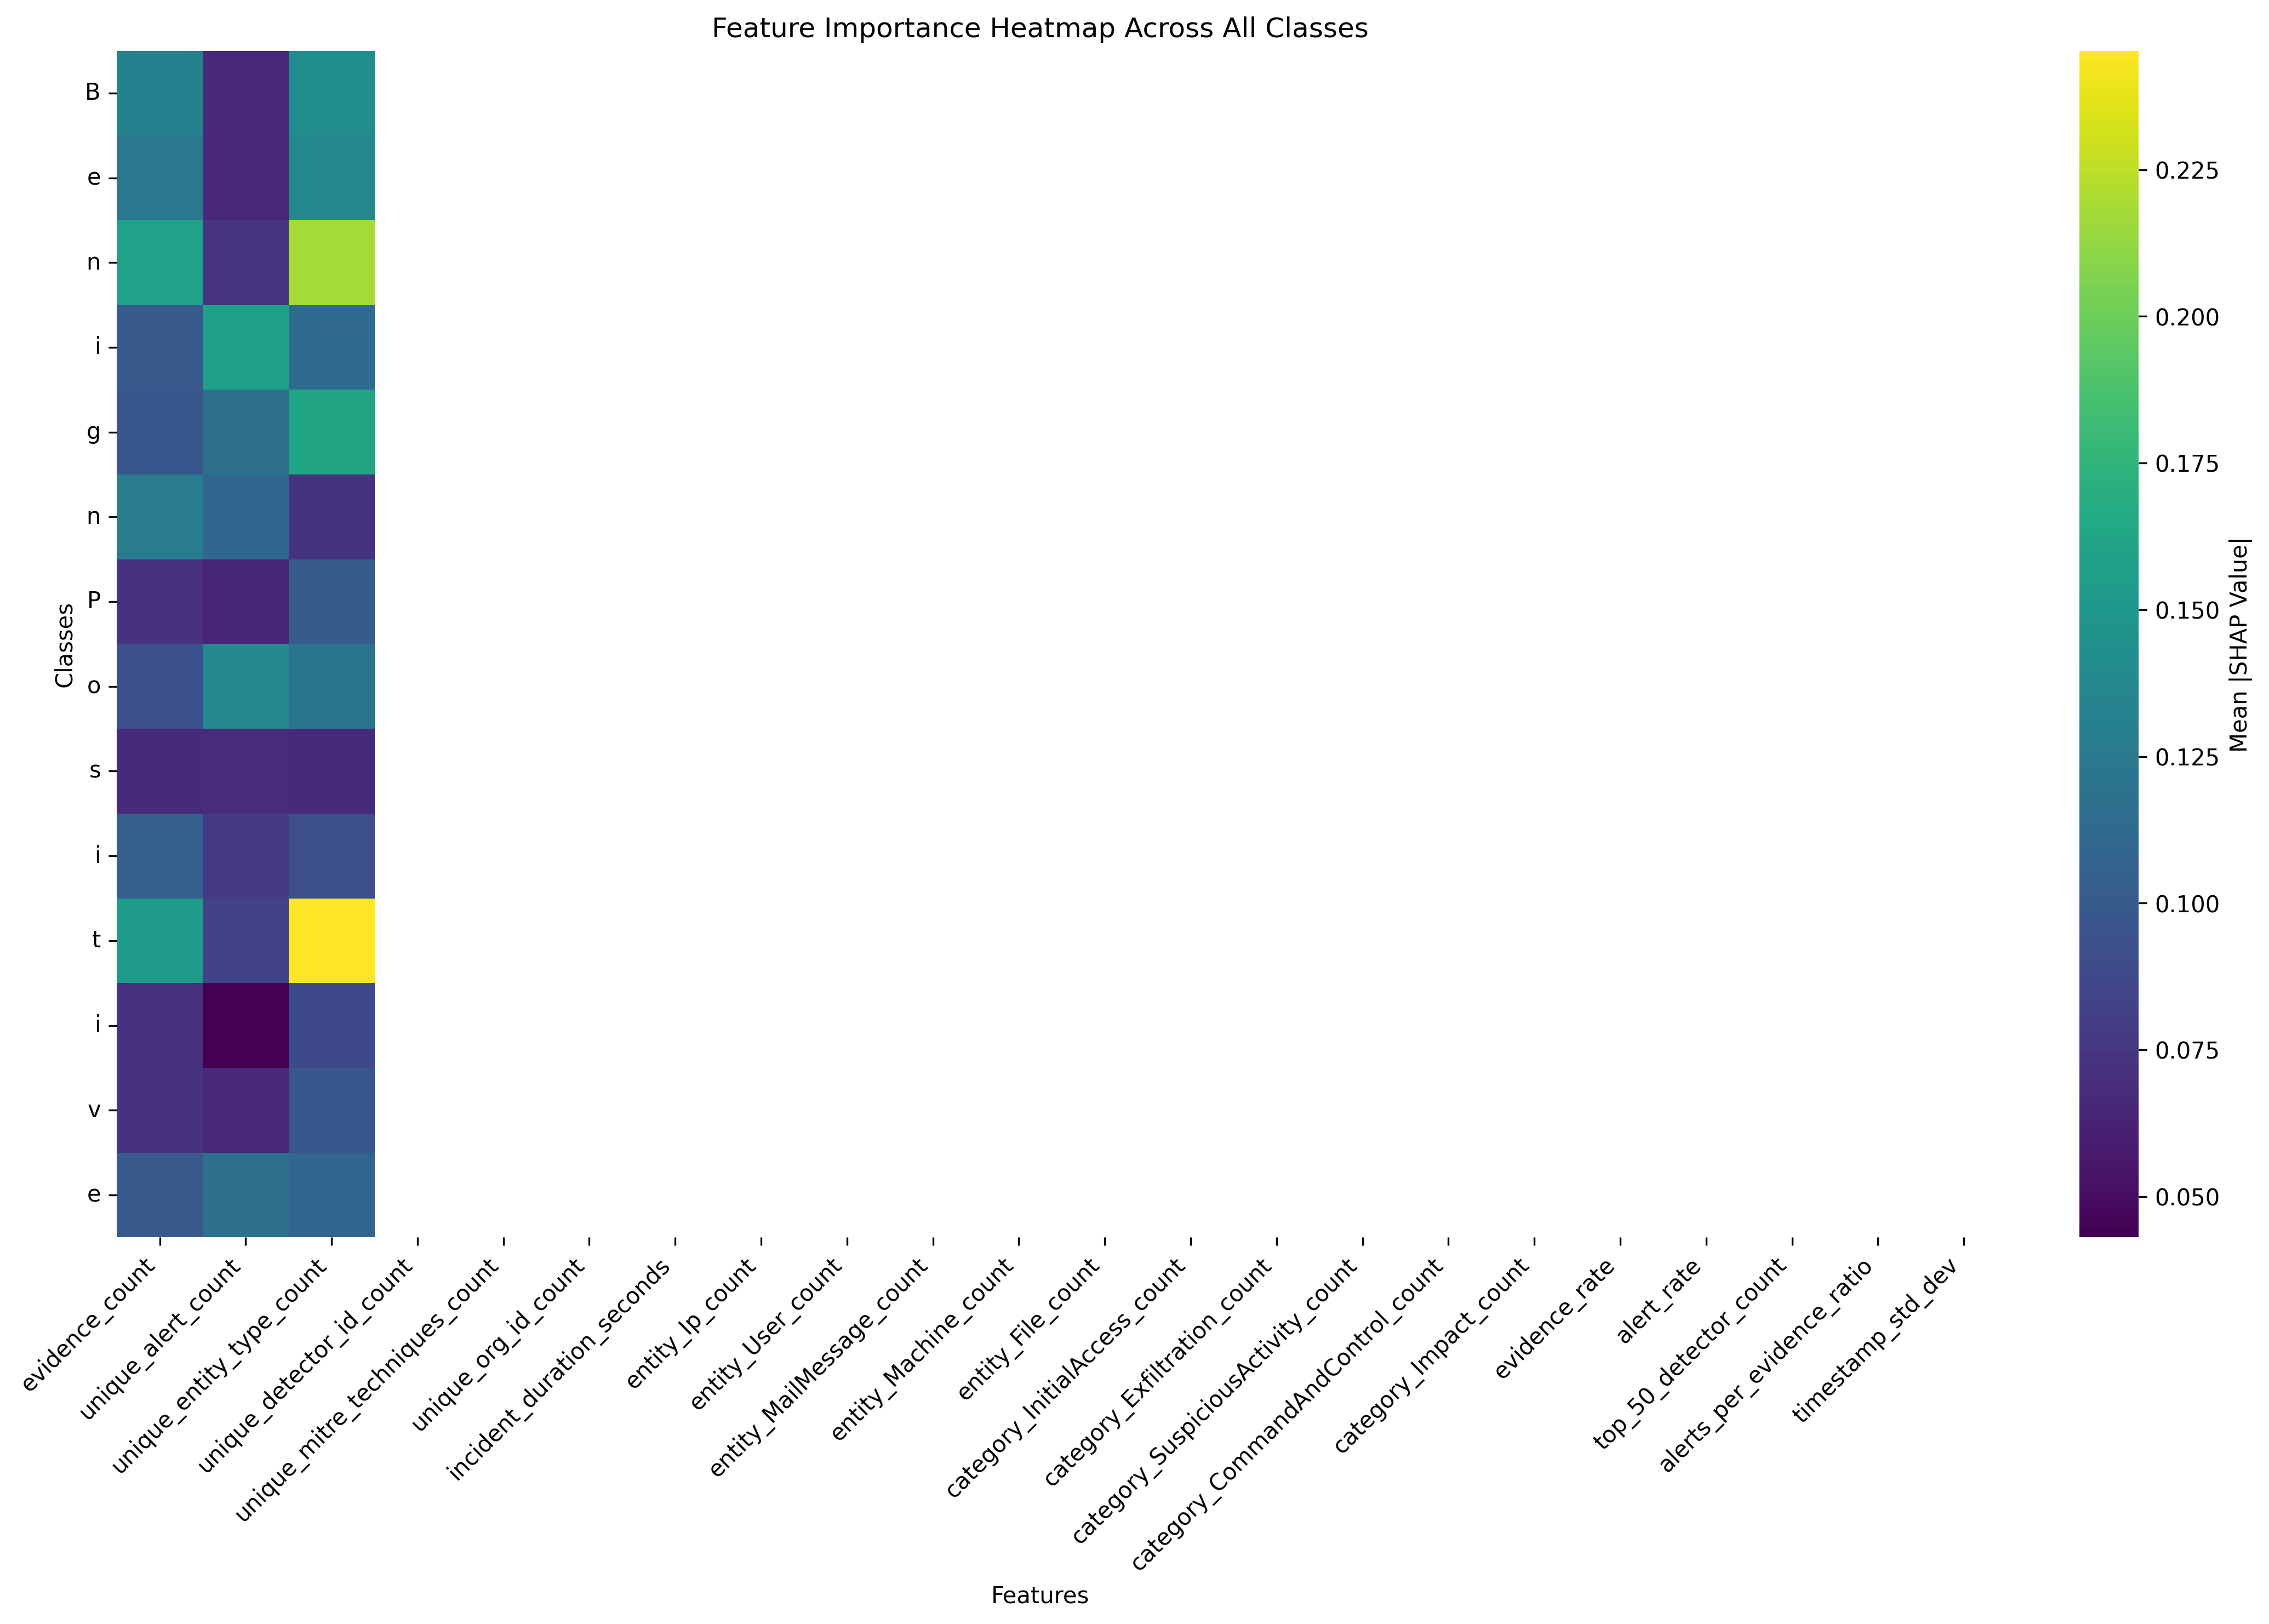 Feature Importance Heatmap Across All Classes
Classes
B
e
n
i
g
n
P
o
s
i
t
i
v
e
evidence_count
unique_alert_count
unique_entity_type_count
unique_detector_id_count
unique_mitre_techniques_count
unique_org_id_count
incident_duration_seconds
entity_Ip_count
entity_User_count
entity_MailMessage_count
entity_Machine_count
entity_File_count
category_InitialAccess_count
category_Exfiltration_count
category_SuspiciousActivity_count
category_CommandAndControl_count
category_Impact_count
evidence_rate
alert_rate
top_50_detector_count
alerts_per_evidence_ratio
timestamp_std_dev
Features
0.225
0.200
0.175
0.150
0.125
0.100
0.075
0.050
Mean |SHAP Value|